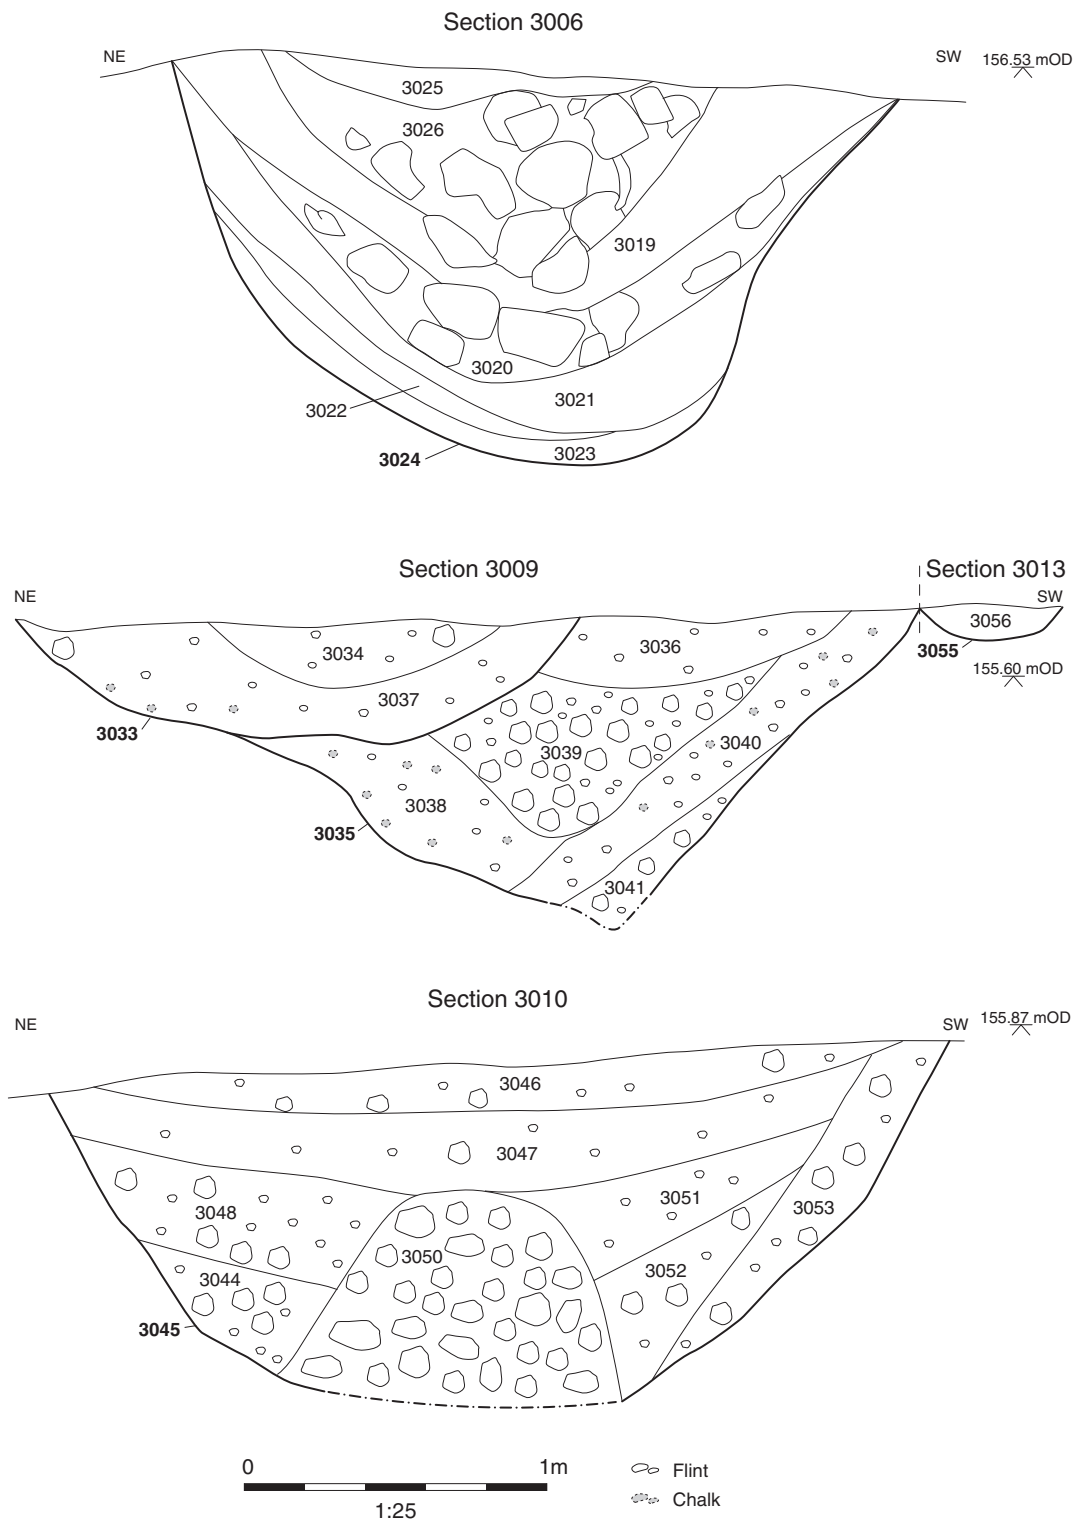 Section 3006
NE
SW
156.53 mOD
3025
3026
3019
3020
3021
3022
3023
3024
Section 3009
Section 3013
NE
SW
3056
3055
155.60 mOD
3034
3036
3037
3033
3039
3040
3038
3035
3041
Section 3010
NE
SW
155.87 mOD
3046
3047
3051
3048
3053
3050
3052
3044
3045
0
1m
1:25
Flint
Chalk